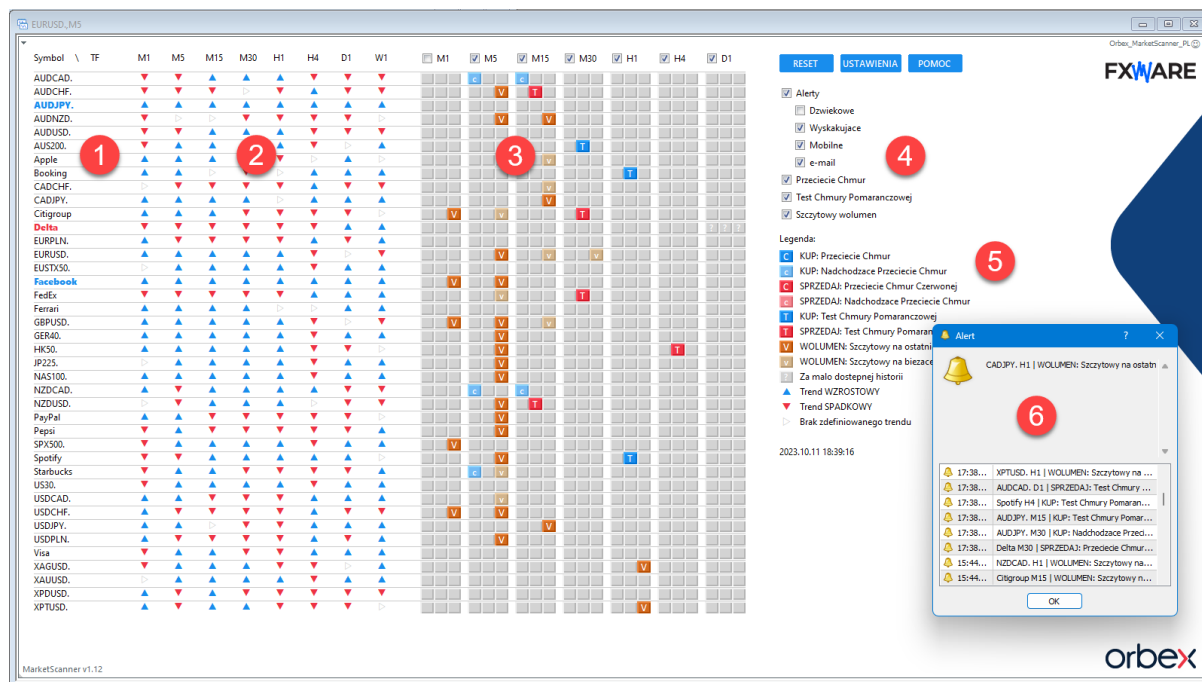 EURUSD.,M5
Orbex_MarketScanner_PL
Symbol \ TF M1 M5 M15 M30 H1 H4 D1 W1 M1 M5 M15 M30 H1 H4 D1
RESET USTAWIENIA POMOC
FXWARE
AUDCAD. c c
AUDCHF. V T
AUDJPY.
AUDNZD. V V
AUDUSD.
AUS200. T
Apple v
Booking T
CADCHF. v
CADJPY. V
Citigroup V v T
Delta ? ? ?
EURPLN.
EURUSD. V v v
EUSTX50.
Facebook V V
FedEx v T
Ferrari
GBPUSD. V V v
GER40. V
HK50. V T
JP225. V
NAS100. V
NZDCAD. c c
NZDUSD. V T
PayPal V
Pepsi V
SPX500. V
Spotify V T
Starbucks c v
US30.
USDCAD. v
USDCHF. V V
USDJPY. V
USDPLN. V
Visa
XAGUSD. V
XAUUSD.
XPDUSD.
XPTUSD. V
1
2
3
Alerty
Dzwiekowe
Wyskakujace
Mobilne
e-mail
Przeciecie Chmur
Test Chmury Pomaranczowej
Szczytowy wolumen
4
Legenda:
C KUP: Przeciecie Chmur
c KUP: Nadchodzace Przeciecie Chmur
C SPRZEDAJ: Przeciecie Chmur Czerwonej
c SPRZEDAJ: Nadchodzace Przeciecie Chmur
T KUP: Test Chmury Pomaranczowej
T SPRZEDAJ: Test Chmury Pomaran
V WOLUMEN: Szczytowy na ostatni
v WOLUMEN: Szczytowy na biezace
? Za malo dostepnej historii
Trend WZROSTOWY
Trend SPADKOWY
Brak zdefiniowanego trendu
5
2023.10.11 18:39:16
Alert ?
CADJPY. H1 | WOLUMEN: Szczytowy na ostatn
6
17:38... XPTUSD. H1 | WOLUMEN: Szczytowy na ...
17:38... AUDCAD. D1 | SPRZEDAJ: Test Chmury ...
17:38... Spotify H4 | KUP: Test Chmury Pomaran...
17:38... AUDJPY. M15 | KUP: Test Chmury Pomar...
17:38... AUDJPY. M30 | KUP: Nadchodzace Przeci...
17:38... Delta M30 | SPRZEDAJ: Przeciecie Chmur...
15:44... NZDCAD. H1 | WOLUMEN: Szczytowy na...
15:44... Citigroup M15 | WOLUMEN: Szczytowy n...
OK
MarketScanner v1.12
orbex